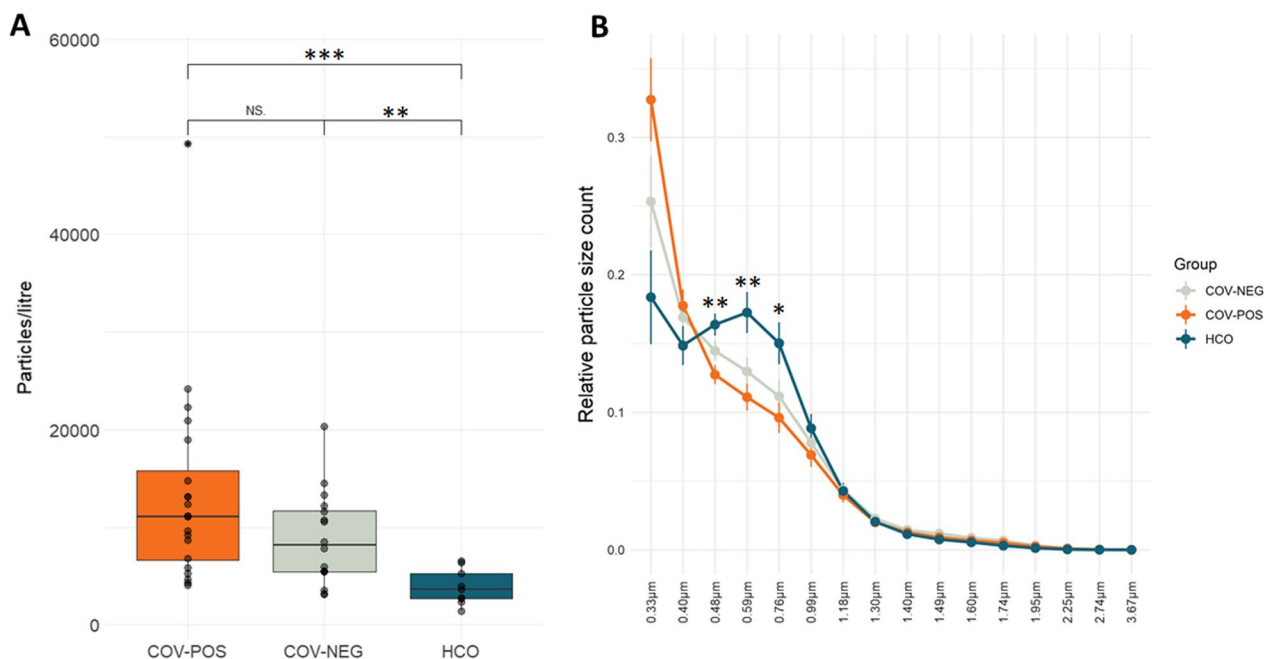 A
60000
40000
20000
0
Particles/litre
***
NS.
**
COV-POS
COV-NEG
HCO
B
0.3
0.2
0.1
0.0
Relative particle size count
**
**
*
0.33µm
0.40µm
0.48µm
0.59µm
0.76µm
0.99µm
1.18µm
1.30µm
1.40µm
1.49µm
1.60µm
1.74µm
1.95µm
2.25µm
2.74µm
3.67µm
Group
COV-NEG
COV-POS
HCO